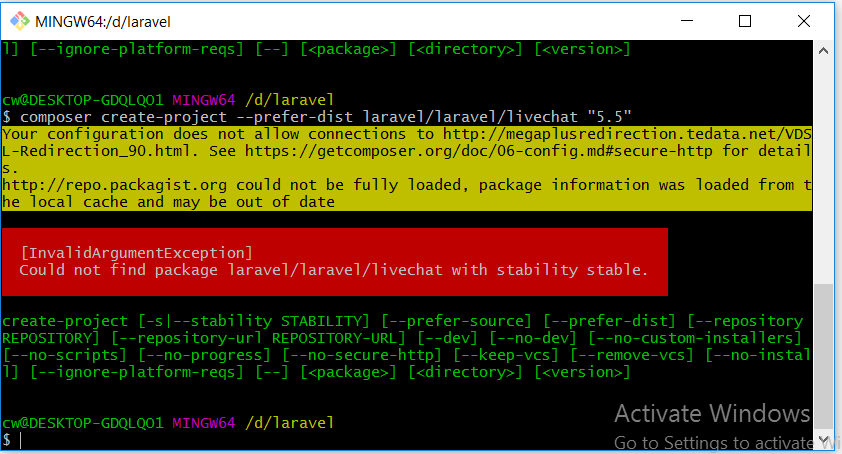 MINGW64:/d/laravel
l] [--ignore-platform-reqs] [--] [<package>] [<directory>] [<version>]
cw@DESKTOP-GDQLQO1 MINGW64 /d/laravel
$ composer create-project --prefer-dist laravel/laravel/livechat "5.5"
Your configuration does not allow connections to http://megaplusredirection.tedata.net/VDS
L-Redirection_90.html. See https://getcomposer.org/doc/06-config.md#secure-http for detail
s.
http://repo.packagist.org could not be fully loaded, package information was loaded from t
he local cache and may be out of date
[InvalidArgumentException]
Could not find package laravel/laravel/livechat with stability stable.
create-project [-s|--stability STABILITY] [--prefer-source] [--prefer-dist] [--repository
REPOSITORY] [--repository-url REPOSITORY-URL] [--dev] [--no-dev] [--no-custom-installers]
[--no-scripts] [--no-progress] [--no-secure-http] [--keep-vcs] [--remove-vcs] [--no-instal
l] [--ignore-platform-reqs] [--] [<package>] [<directory>] [<version>]
cw@DESKTOP-GDQLQO1 MINGW64 /d/laravel
$
Activate Windows
Go to Settings to activate Wi